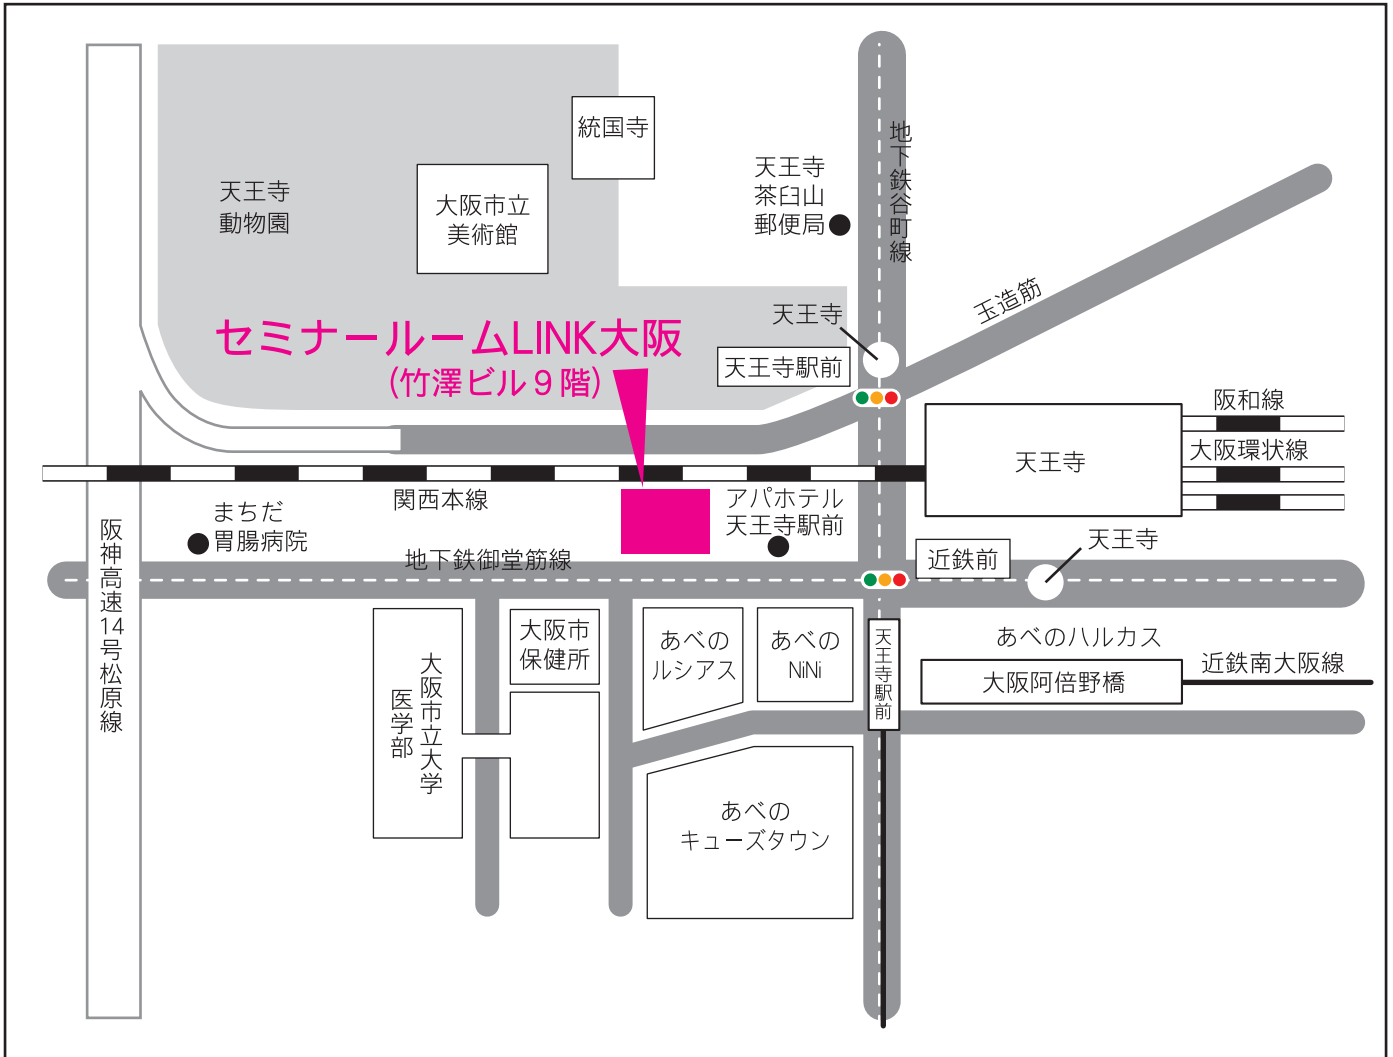 統国寺
天王寺
動物園
大阪市立
美術館
天王寺
茶臼山
郵便局
地下鉄谷町線
玉造筋
天王寺
天王寺駅前
セミナールームLINK大阪
(竹澤ビル9階)
阪和線
大阪環状線
天王寺
関西本線
まちだ
胃腸病院
アパホテル
天王寺駅前
地下鉄御堂筋線
近鉄前
天王寺
阪神高速14号松原線
大阪市
保健所
大阪市立大学
医学部
あべの
ルシアス
あべの
NiNi
天王寺駅前
あべのハルカス
大阪阿倍野橋
近鉄南大阪線
あべの
キューズタウン